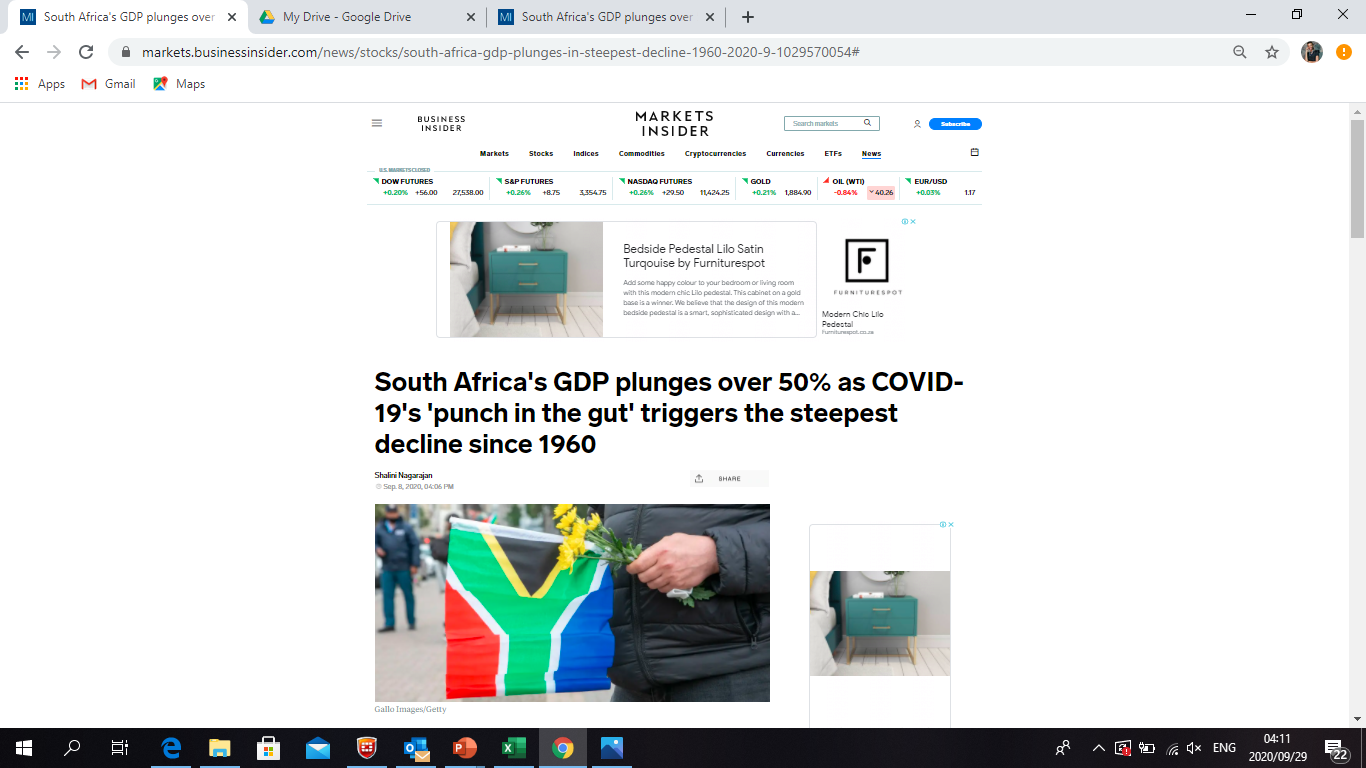 South Africa's GDP plunges over
My Drive - Google Drive
South Africa's GDP plunges over
markets.businessinsider.com/news/stocks/south-africa-gdp-plunges-in-steepest-decline-1960-2020-9-1029570054#
Apps
Gmail
Maps
BUSINESS
INSIDER
MARKETS
INSIDER
Search markets
Subscribe
Markets
Stocks
Indices
Commodities
Cryptocurrencies
Currencies
ETFs
News
U.S. MARKETS CLOSED
DOW FUTURES
+0.20% +56.00 27,538.00
S&P FUTURES
+0.26% +8.75 3,354.75
NASDAQ FUTURES
+0.26% +29.50 11,424.25
GOLD
+0.21% 1,884.90
OIL (WTI)
-0.84% 40.26
EUR/USD
+0.03% 1.17
Bedside Pedestal Lilo Satin
Turqouise by Furniturespot
Add some happy colour to your bedroom or living room
with this modern chic Lilo pedestal. This cabinet on a gold
base is a winner. We believe that the design of this modern
bedside pedestal is a smart, sophisticated design with a...
F
FURNITURESPOT
Modern Chic Lilo
Pedestal
furniturespot.co.za
South Africa's GDP plunges over 50% as COVID-
19's 'punch in the gut' triggers the steepest
decline since 1960
Shalini Nagarajan
Sep. 8, 2020, 04:06 PM
SHARE
Gallo Images/Getty
ENG
04:11
2020/09/29
22